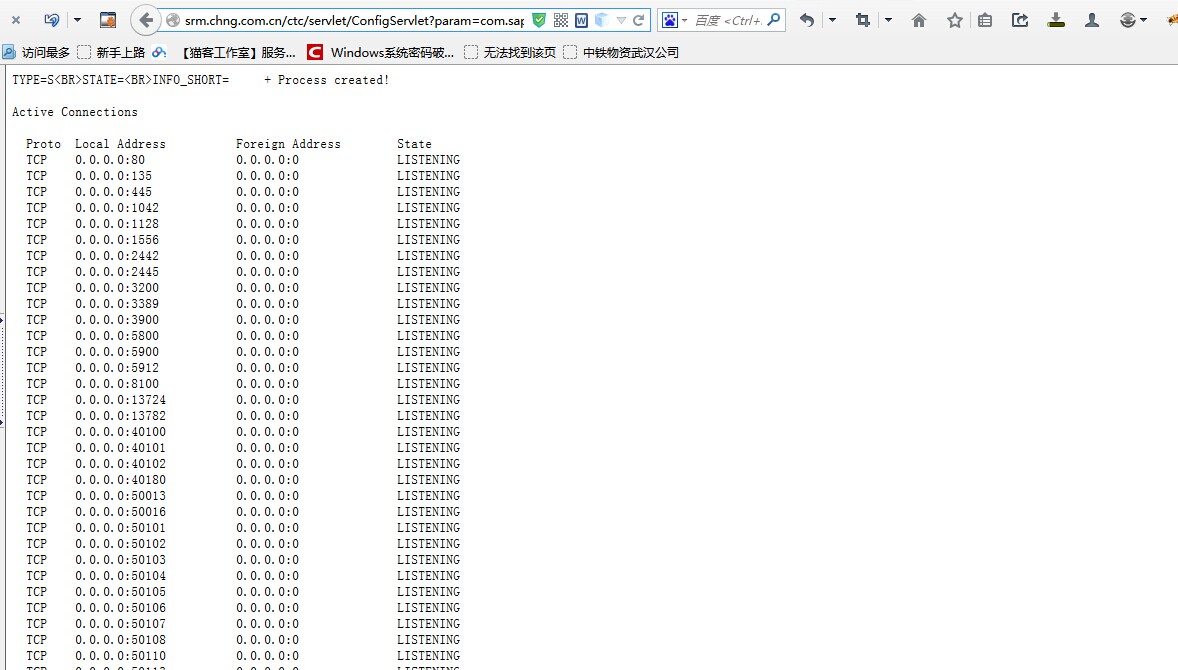 srm.chng.com.cn/ctc/servlet/ConfigServlet?param=com.sap
百度 <Ctrl+.
访问最多 新手上路 【猫客工作室】服务... Windows系统密码破... 无法找到该页 中铁物资武汉公司
TYPE=S<BR>STATE=<BR>INFO_SHORT= + Process created!
Active Connections
Proto Local Address Foreign Address State
TCP 0.0.0.0:80 0.0.0.0:0 LISTENING
TCP 0.0.0.0:135 0.0.0.0:0 LISTENING
TCP 0.0.0.0:445 0.0.0.0:0 LISTENING
TCP 0.0.0.0:1042 0.0.0.0:0 LISTENING
TCP 0.0.0.0:1128 0.0.0.0:0 LISTENING
TCP 0.0.0.0:1556 0.0.0.0:0 LISTENING
TCP 0.0.0.0:2442 0.0.0.0:0 LISTENING
TCP 0.0.0.0:2445 0.0.0.0:0 LISTENING
TCP 0.0.0.0:3200 0.0.0.0:0 LISTENING
TCP 0.0.0.0:3389 0.0.0.0:0 LISTENING
TCP 0.0.0.0:3900 0.0.0.0:0 LISTENING
TCP 0.0.0.0:5800 0.0.0.0:0 LISTENING
TCP 0.0.0.0:5900 0.0.0.0:0 LISTENING
TCP 0.0.0.0:5912 0.0.0.0:0 LISTENING
TCP 0.0.0.0:8100 0.0.0.0:0 LISTENING
TCP 0.0.0.0:13724 0.0.0.0:0 LISTENING
TCP 0.0.0.0:13782 0.0.0.0:0 LISTENING
TCP 0.0.0.0:40100 0.0.0.0:0 LISTENING
TCP 0.0.0.0:40101 0.0.0.0:0 LISTENING
TCP 0.0.0.0:40102 0.0.0.0:0 LISTENING
TCP 0.0.0.0:40180 0.0.0.0:0 LISTENING
TCP 0.0.0.0:50013 0.0.0.0:0 LISTENING
TCP 0.0.0.0:50016 0.0.0.0:0 LISTENING
TCP 0.0.0.0:50101 0.0.0.0:0 LISTENING
TCP 0.0.0.0:50102 0.0.0.0:0 LISTENING
TCP 0.0.0.0:50103 0.0.0.0:0 LISTENING
TCP 0.0.0.0:50104 0.0.0.0:0 LISTENING
TCP 0.0.0.0:50105 0.0.0.0:0 LISTENING
TCP 0.0.0.0:50106 0.0.0.0:0 LISTENING
TCP 0.0.0.0:50107 0.0.0.0:0 LISTENING
TCP 0.0.0.0:50108 0.0.0.0:0 LISTENING
TCP 0.0.0.0:50110 0.0.0.0:0 LISTENING